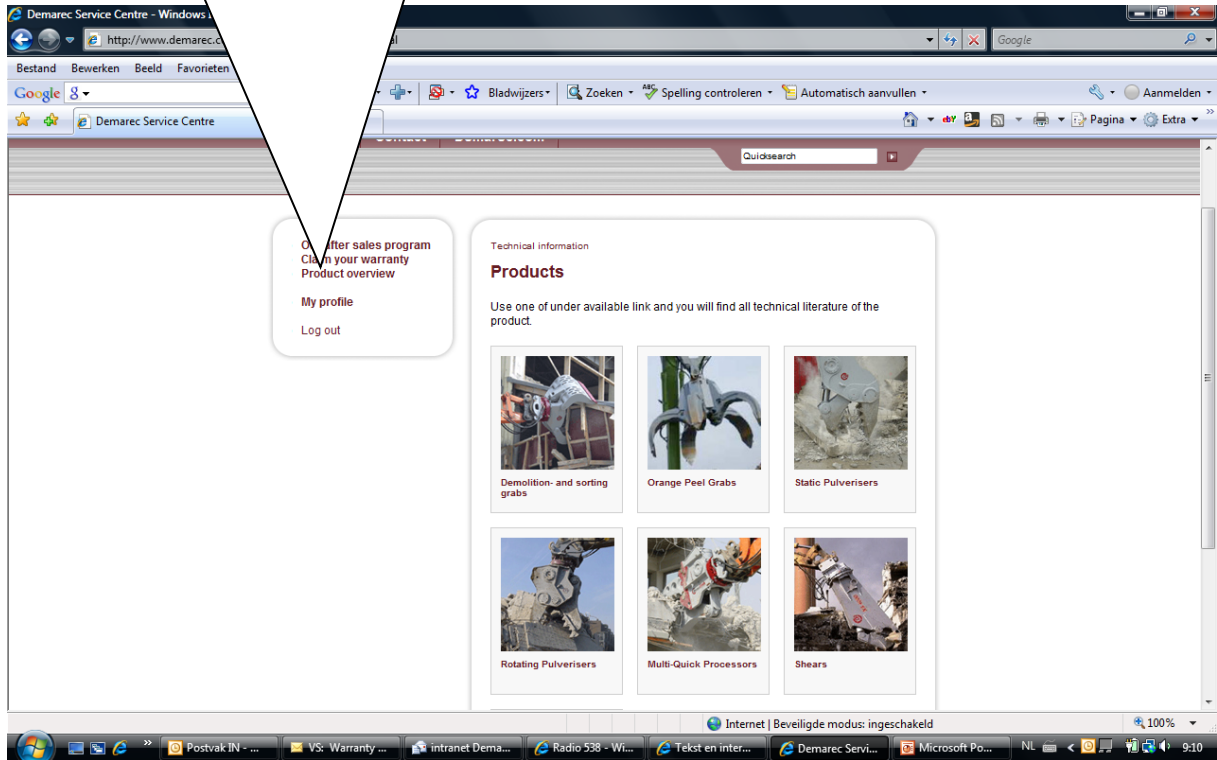 Demarec Service Centre - Windows
http://www.demarec.c
Google
Bestand Bewerken Beeld Favorieten
Google
Bladwijzers Zoeken Spelling controleren Automatisch aanvullen Aanmelden
Demarec Service Centre
Pagina Extra
Contact
Quicksearch
after sales program
your warranty
Product overview
My profile
Log out
Technical information
Products
Use one of under available link and you will find all technical literature of the
product.
Demolition- and sorting
grabs
Orange Peel Grabs
Static Pulverisers
Rotating Pulverisers
Multi-Quick Processors
Shears
Internet | Beveiligde modus: ingeschakeld
100%
Postvak IN - ...
VS: Warranty ...
intranet Dema...
Radio 538 - Wi...
Tekst en inter...
Demarec Servi...
Microsoft Po...
NL
9:10